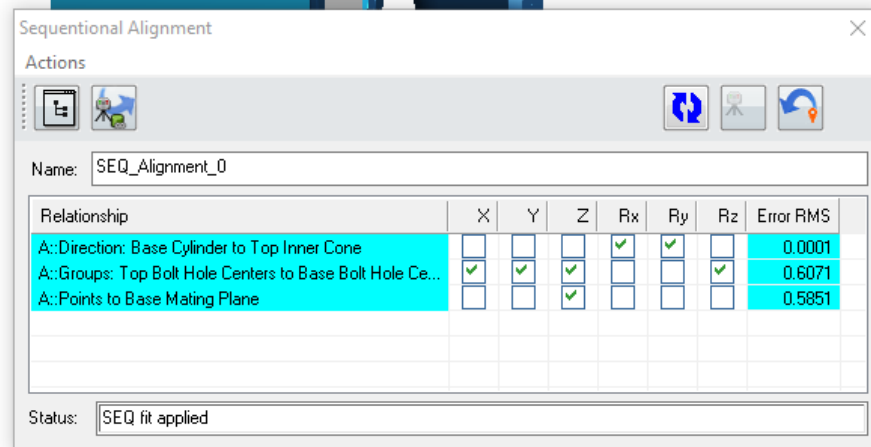 Sequentional Alignment
Actions
Name: SEQ_Alignment_0
Relationship X Y Z Rx Ry Rz Error RMS
A::Direction: Base Cylinder to Top Inner Cone 0.0001
A::Groups: Top Bolt Hole Centers to Base Bolt Hole Ce... 0.6071
A::Points to Base Mating Plane 0.5851
Status: SEQ fit applied